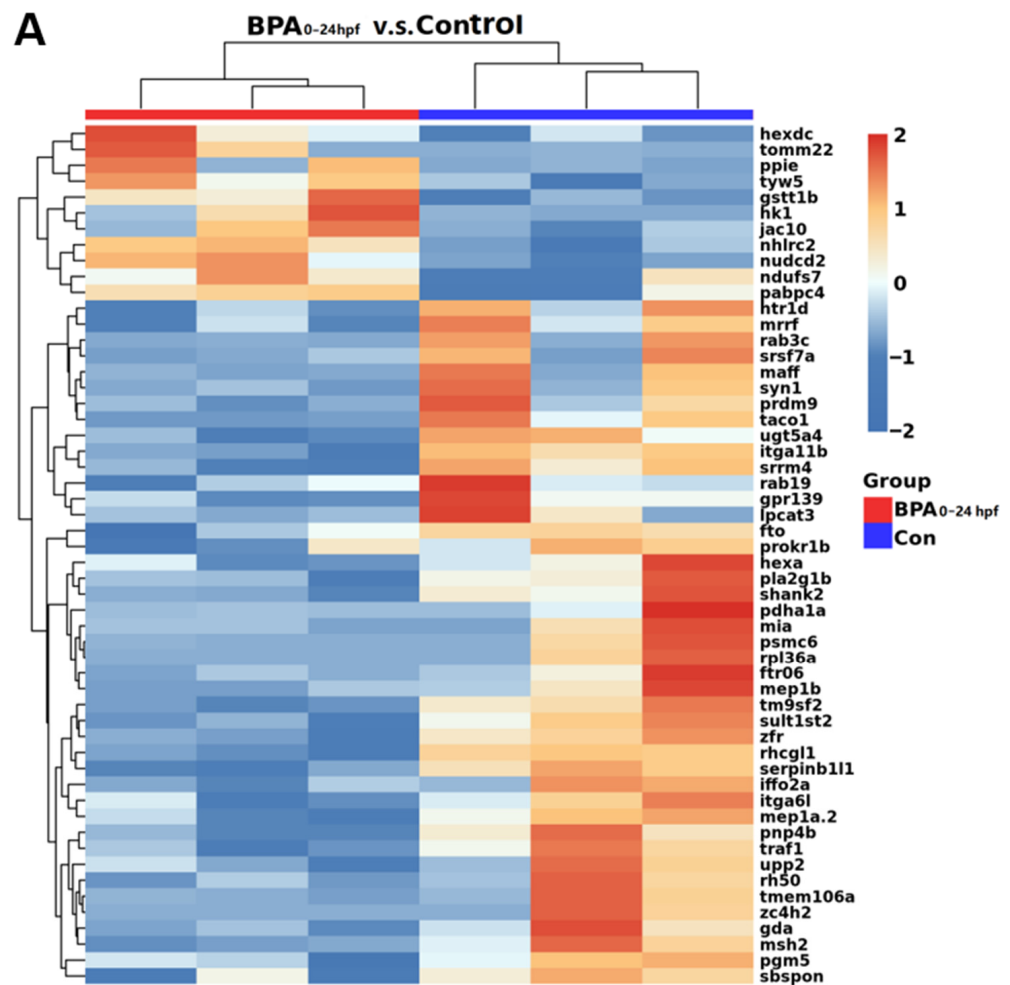 A
BPA0-24hpf v.s.Control
hexdc
tomm22
ppie
tyw5
gstt1b
hk1
jac10
nhlrc2
nudcd2
ndufs7
pabpc4
htr1d
mrrf
rab3c
srsf7a
maff
syn1
prdm9
taco1
ugt5a4
itga11b
srrm4
rab19
gpr139
lpcat3
fto
prokr1b
hexa
pla2g1b
shank2
pdha1a
mia
psmc6
rpl36a
ftr06
mep1b
tm9sf2
sult1st2
zfr
rhcgl1
serpinb1l1
iffo2a
itga6l
mep1a.2
pnp4b
traf1
upp2
rh50
tmem106a
zc4h2
gda
msh2
pgm5
sbspon
2
1
0
−1
−2
Group
BPA0-24 hpf
Con